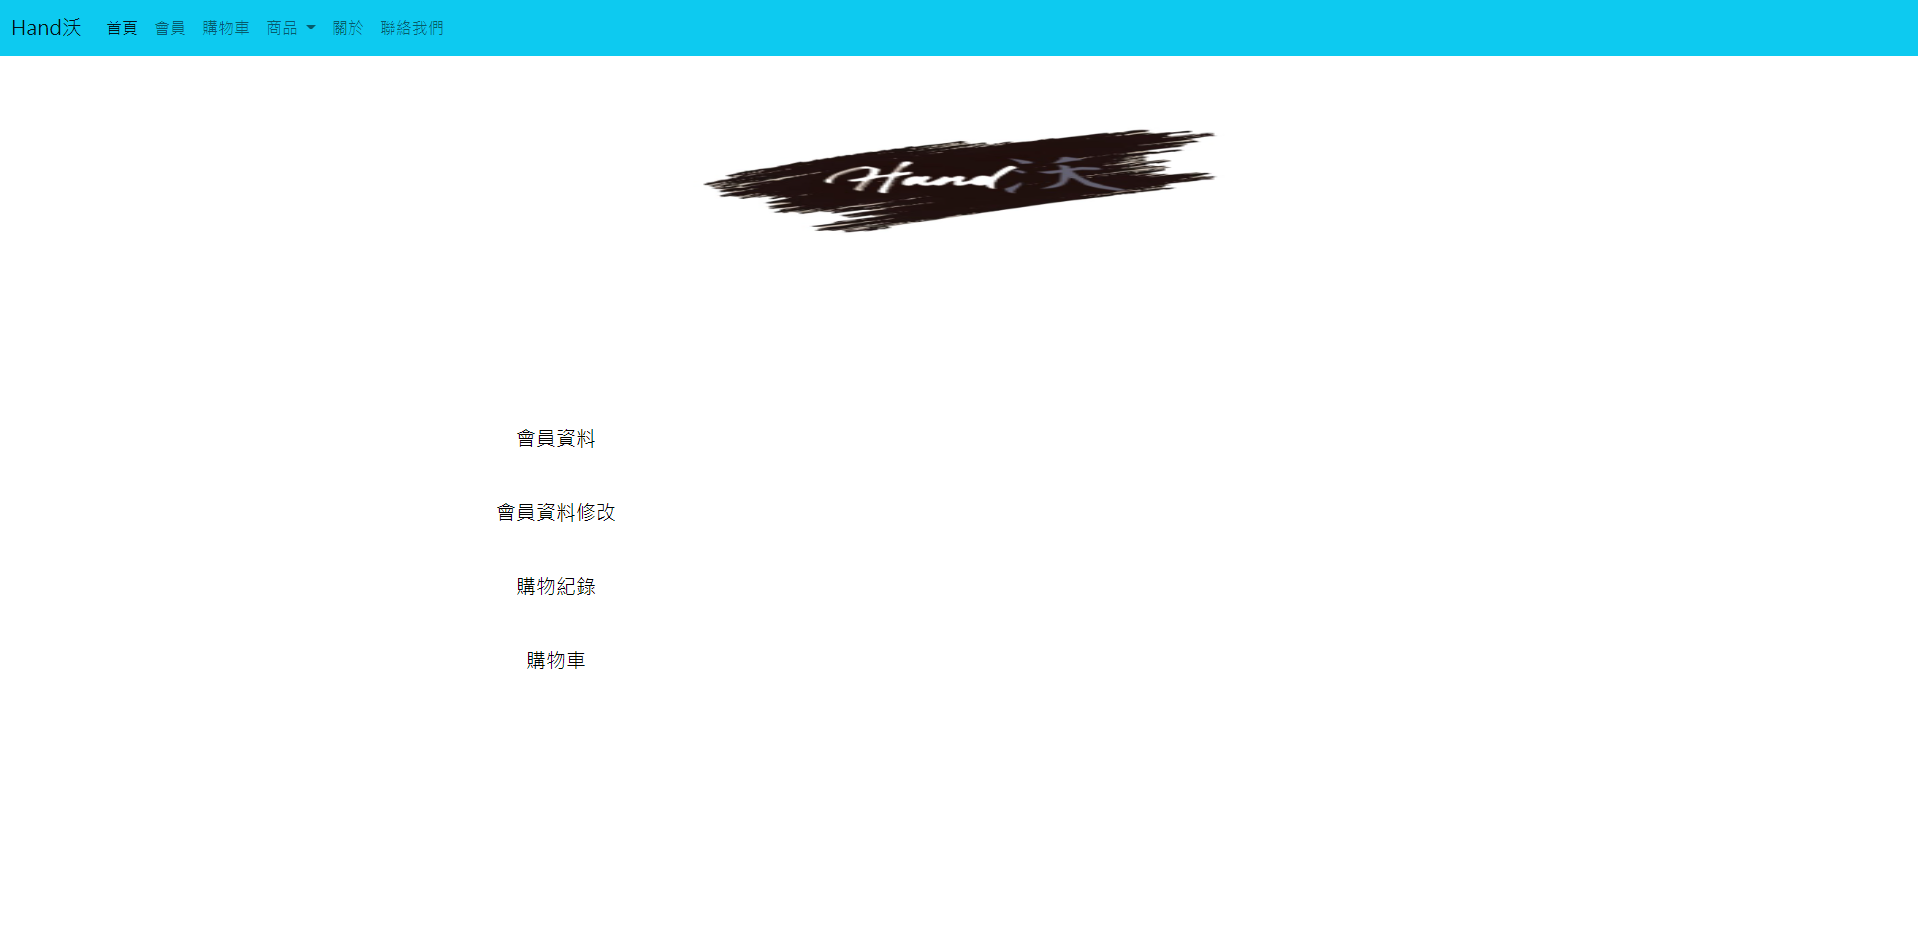 Hand沃 首頁 會員 購物車 商品 關於 聯絡我們
Hand沃
會員資料
會員資料修改
購物紀錄
購物車